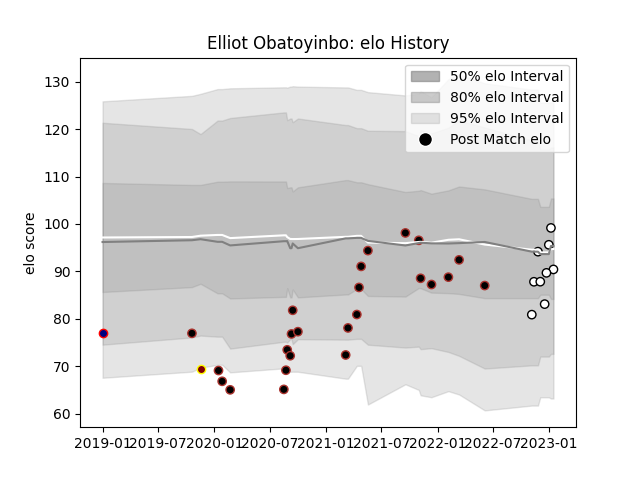 Elliot Obatoyinbo: elo History
50% elo Interval
80% elo Interval
95% elo Interval
Post Match elo
elo score
130
120
110
100
90
80
70
60
2019-01 2019-07 2020-01 2020-07 2021-01 2021-07 2022-01 2022-07 2023-01